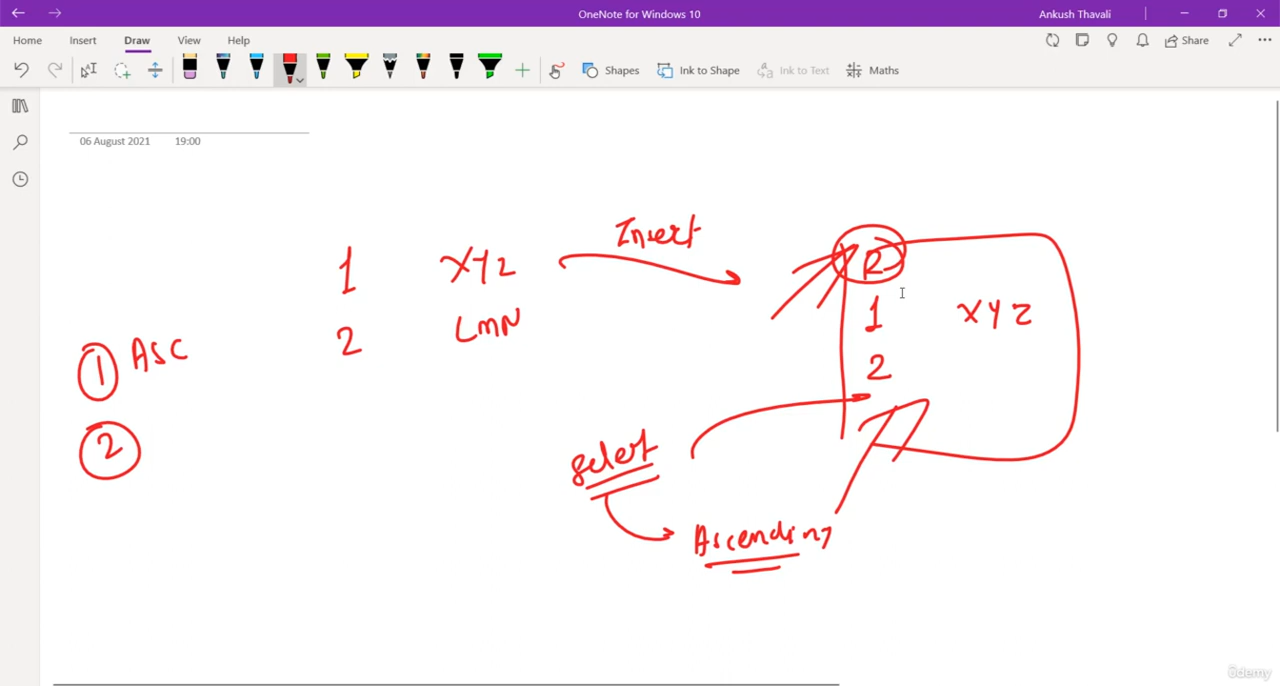 OneNote for Windows 10
Ankush Thavali
Home Insert Draw View Help
Share
Shapes
Ink to Shape
Ink to Text
Maths
06 August 2021 19:00
Insert
1 XYZ
2 LMN
1 ASC
2
R
1 XYZ
2
select
Ascending
ûdemy